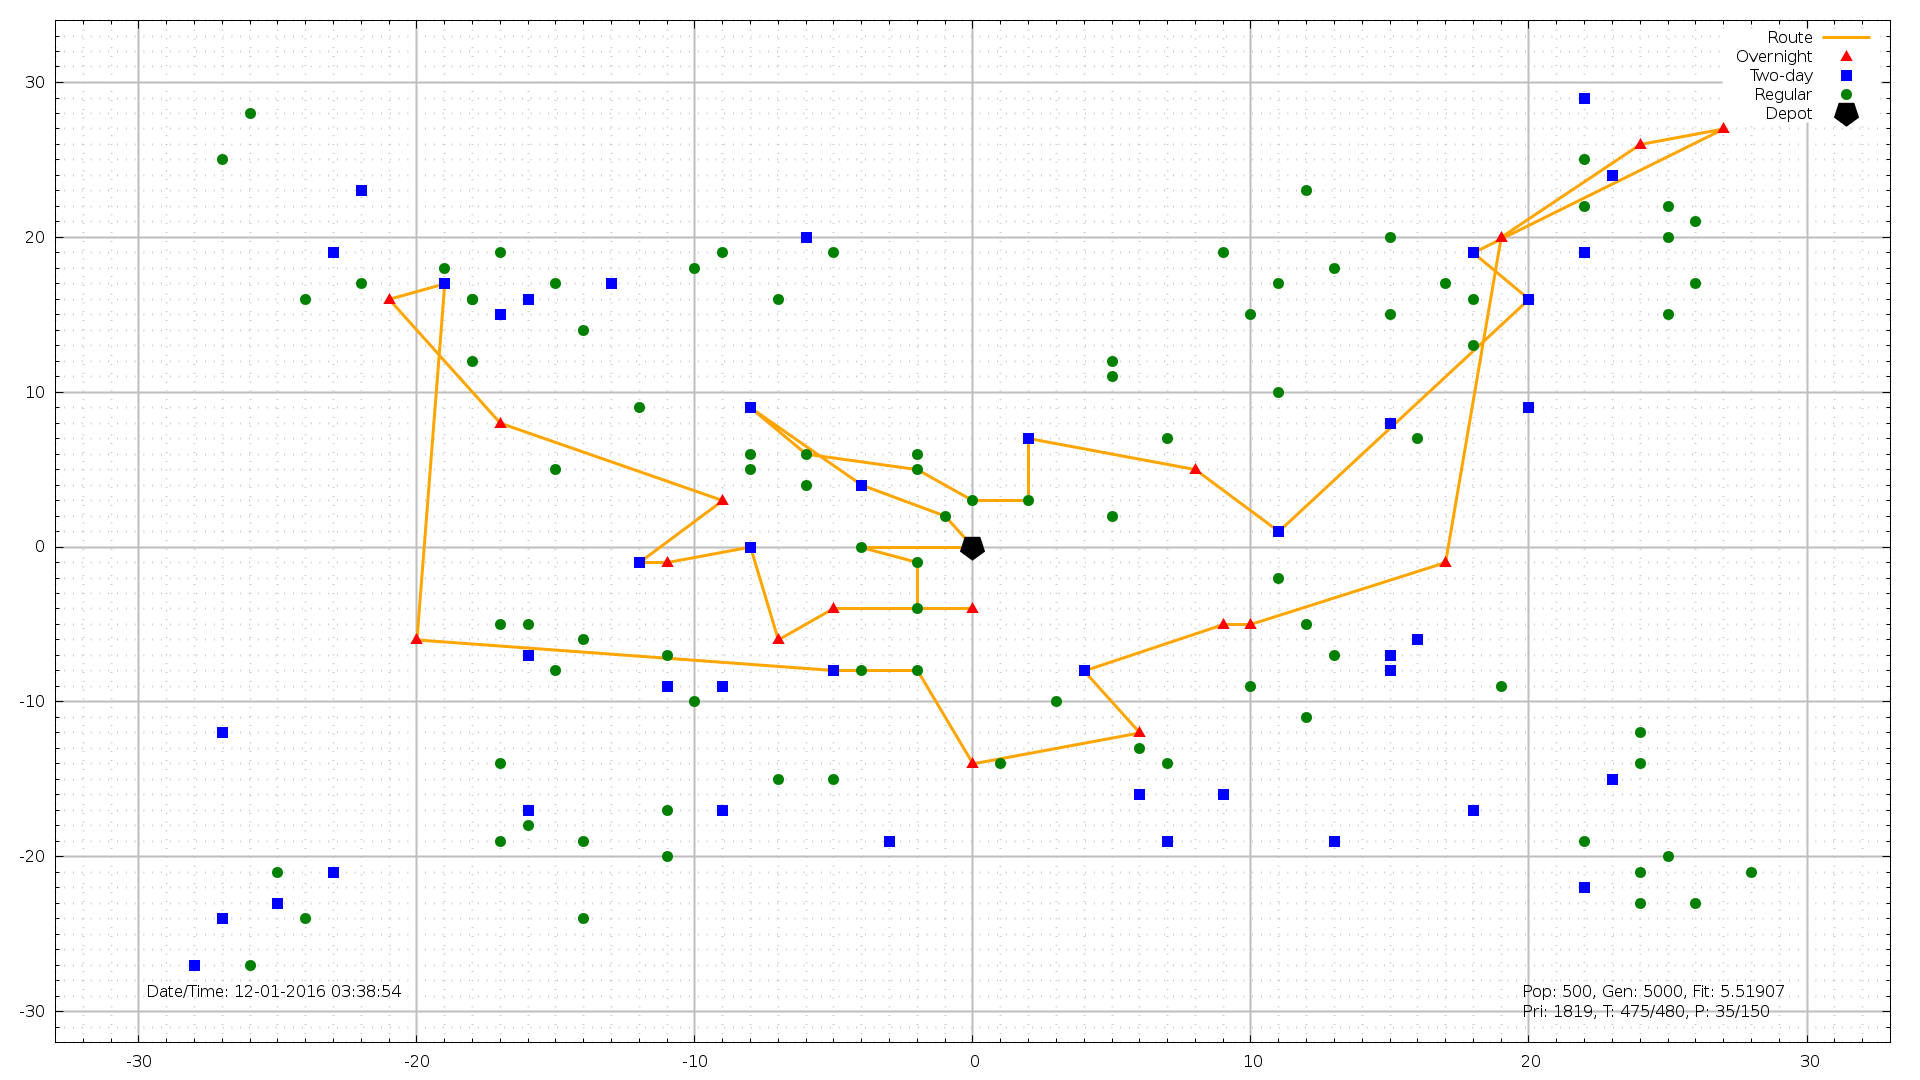 Route
Overnight
Two-day
Regular
Depot
30
20
10
0
-10
-20
-30
Date/Time: 12-01-2016 03:38:54
Pop: 500, Gen: 5000, Fit: 5.51907
Pri: 1819, T: 475/480, P: 35/150
-30 -20 -10 0 10 20 30